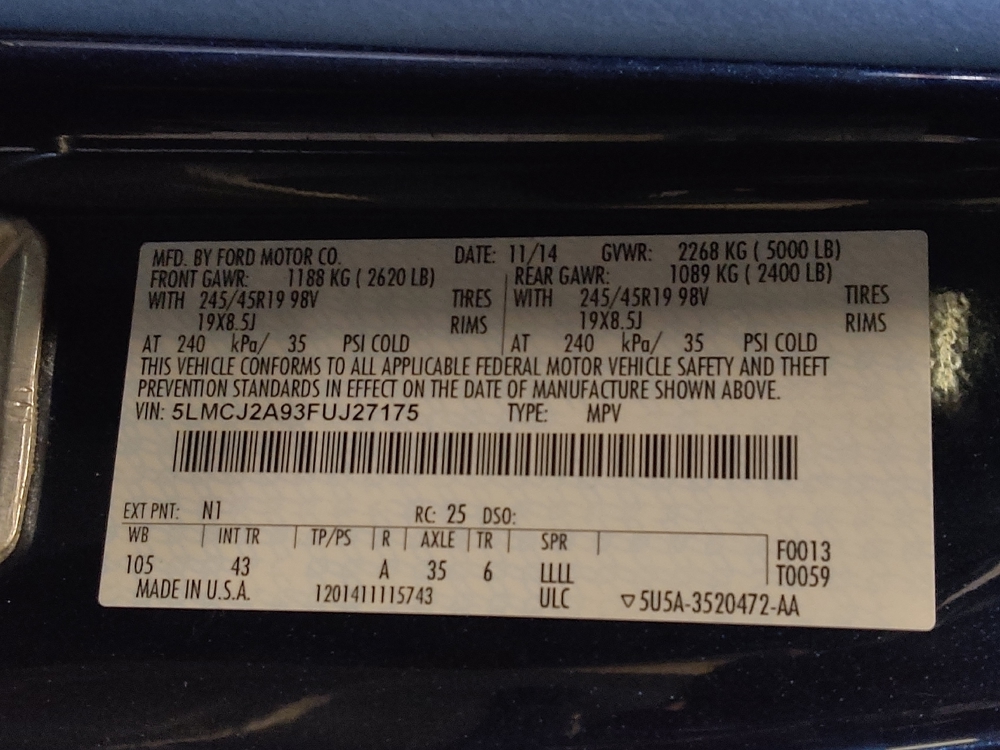 MFD. BY FORD MOTOR CO. DATE: 11/14 GVWR: 2268 KG ( 5000 LB)
FRONT GAWR: 1188 KG ( 2620 LB) REAR GAWR: 1089 KG ( 2400 LB)
WITH 245/45R19 98V TIRES WITH 245/45R19 98V TIRES
19X8.5J RIMS 19X8.5J RIMS
AT 240 kPa/ 35 PSI COLD AT 240 kPa/ 35 PSI COLD
THIS VEHICLE CONFORMS TO ALL APPLICABLE FEDERAL MOTOR VEHICLE SAFETY AND THEFT
PREVENTION STANDARDS IN EFFECT ON THE DATE OF MANUFACTURE SHOWN ABOVE.
VIN: 5LMCJ2A93FUJ27175 TYPE: MPV
EXT PNT: N1 RC: 25 DSO:
WB INT TR TP/PS R AXLE TR SPR F0013
105 43 A 35 6 LLLL T0059
MADE IN U.S.A. 1201411115743 ULC ▽5U5A-3520472-AA